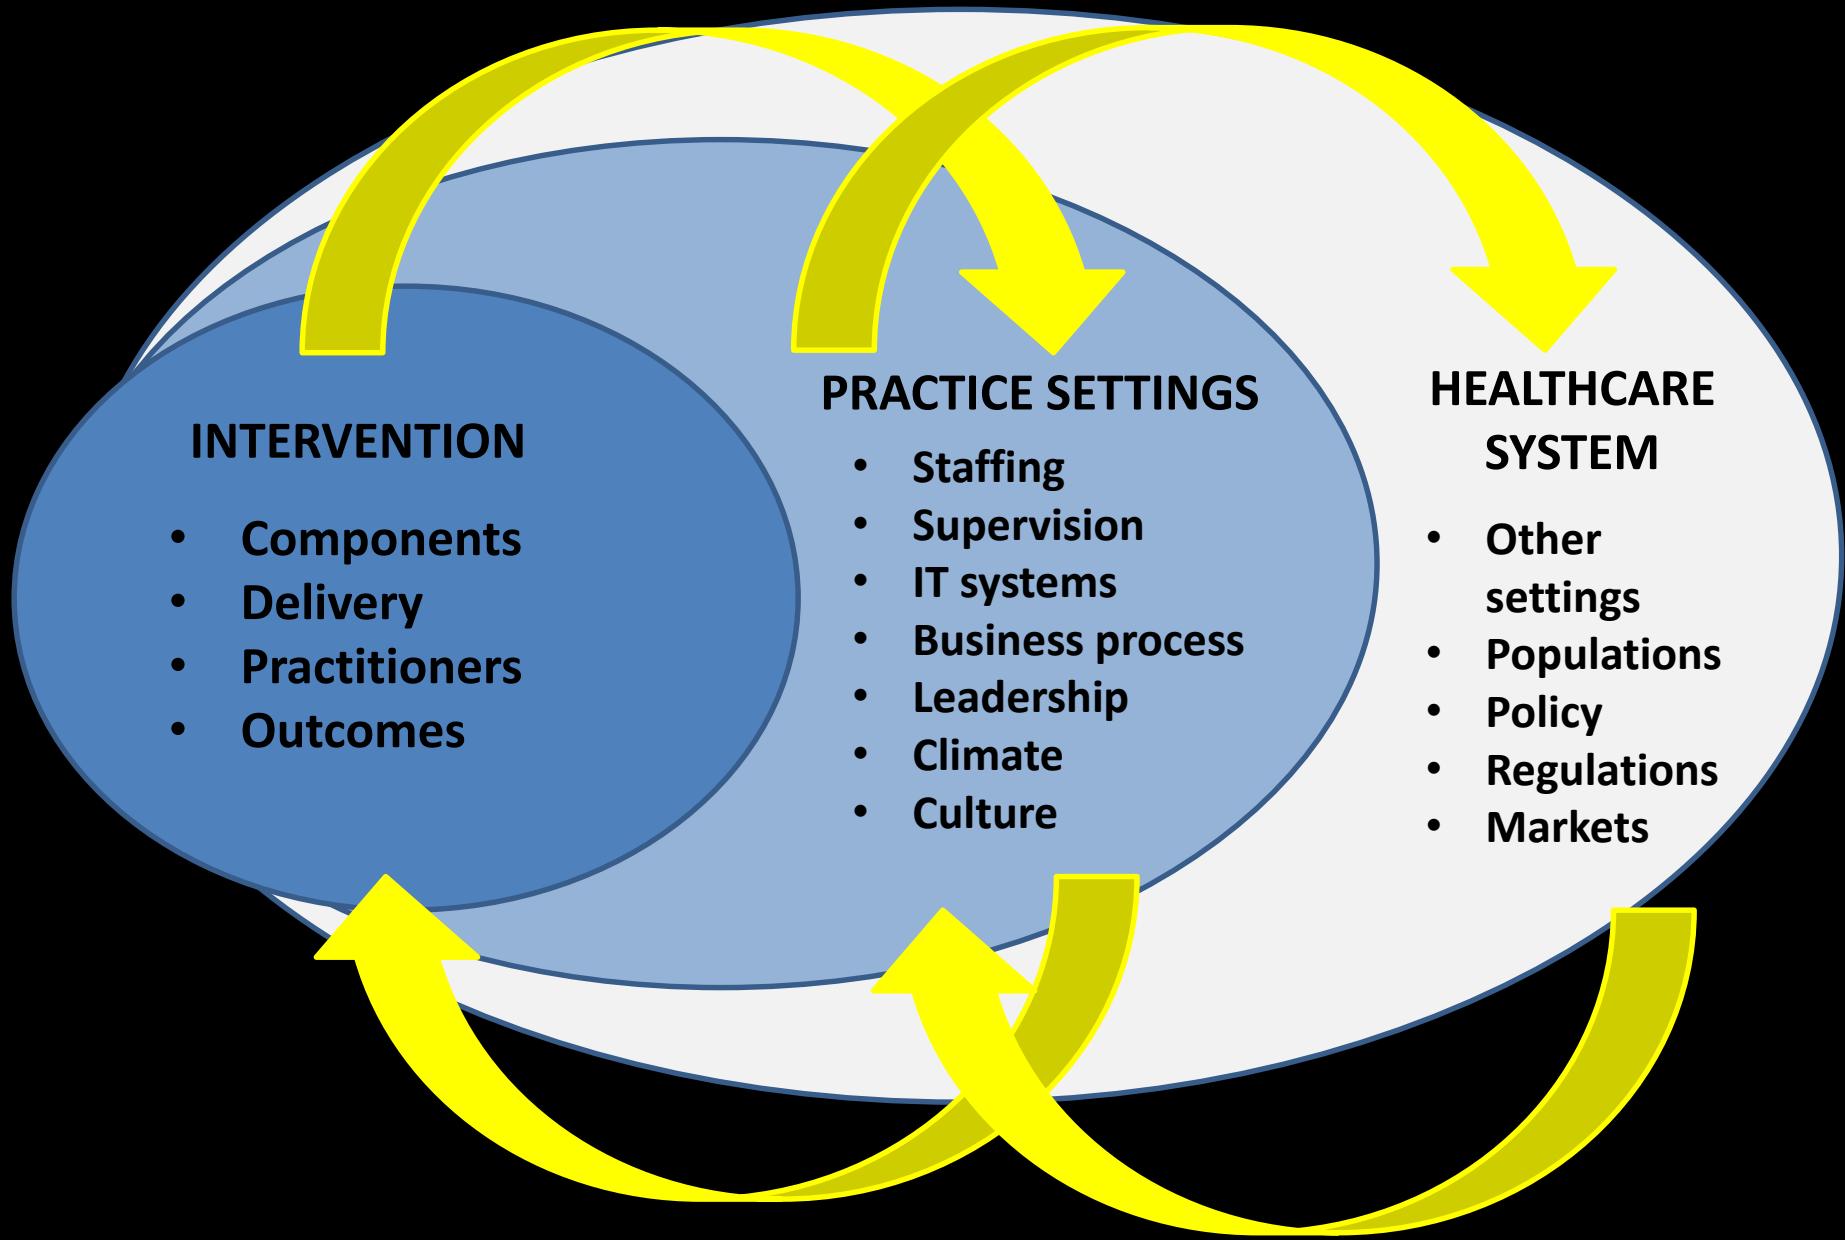 INTERVENTION
• Components
• Delivery
• Practitioners
• Outcomes
PRACTICE SETTINGS
• Staffing
• Supervision
• IT systems
• Business process
• Leadership
• Climate
• Culture
HEALTHCARE
SYSTEM
• Other
settings
• Populations
• Policy
• Regulations
• Markets